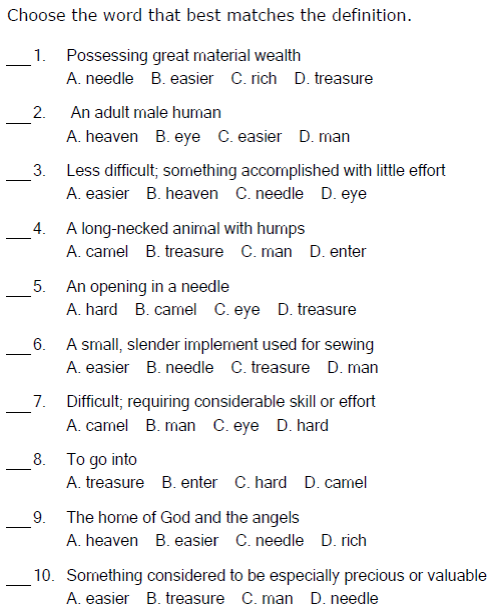 Choose the word that best matches the definition.
___1. Possessing great material wealth
A. needle B. easier C. rich D. treasure
___2. An adult male human
A. heaven B. eye C. easier D. man
___3. Less difficult; something accomplished with little effort
A. easier B. heaven C. needle D. eye
___4. A long-necked animal with humps
A. camel B. treasure C. man D. enter
___5. An opening in a needle
A. hard B. camel C. eye D. treasure
___6. A small, slender implement used for sewing
A. easier B. needle C. treasure D. man
___7. Difficult; requiring considerable skill or effort
A. camel B. man C. eye D. hard
___8. To go into
A. treasure B. enter C. hard D. camel
___9. The home of God and the angels
A. heaven B. easier C. needle D. rich
___10. Something considered to be especially precious or valuable
A. easier B. treasure C. man D. needle